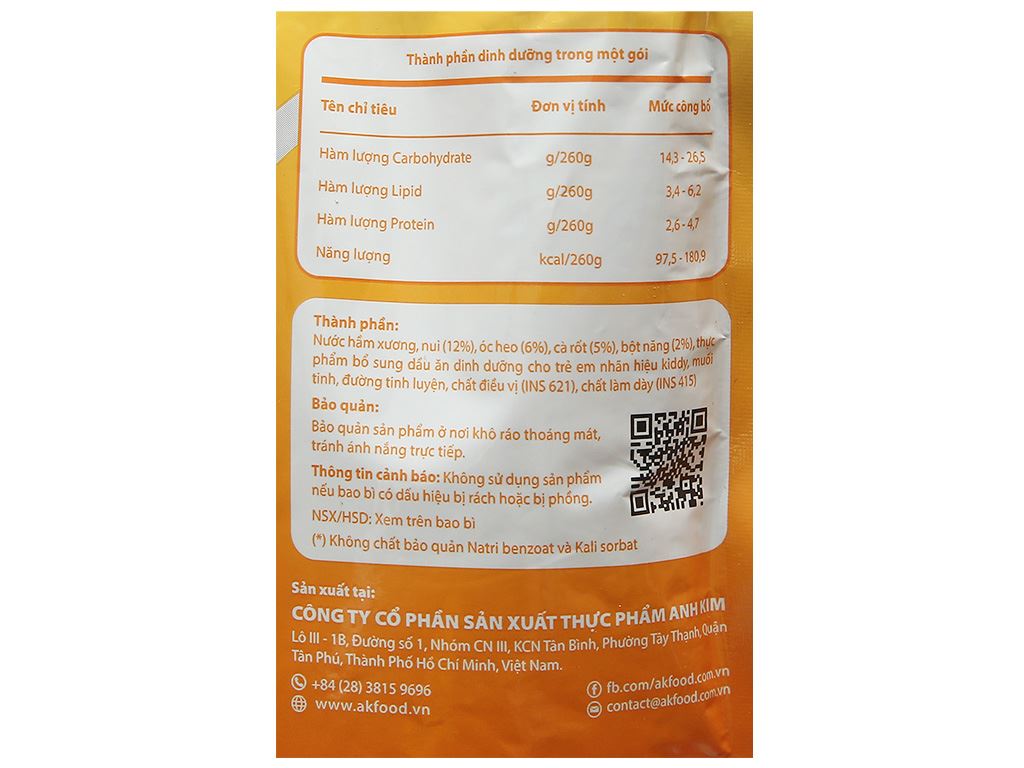 Thành phần dinh dưỡng trong một gói
Tên chỉ tiêu Đơn vị tính Mức công bố
Hàm lượng Carbohydrate g/260g 14,3 - 26,5
Hàm lượng Lipid g/260g 3,4 - 6,2
Hàm lượng Protein g/260g 2,6 - 4,7
Năng lượng kcal/260g 97,5 - 180,9
Thành phần:
Nước hầm xương, nui (12%), óc heo (6%), cà rốt (5%), bột năng (2%), thực
phẩm bổ sung dầu ăn dinh dưỡng cho trẻ em nhãn hiệu kiddy, muối
tinh, đường tinh luyện, chất điều vị (INS 621), chất làm dày (INS 415)
Bảo quản:
Bảo quản sản phẩm ở nơi khô ráo thoáng mát,
tránh ánh nắng trực tiếp.
Thông tin cảnh báo: Không sử dụng sản phẩm
nếu bao bì có dấu hiệu bị rách hoặc bị phồng.
NSX/HSD: Xem trên bao bì
(*) Không chất bảo quản Natri benzoat và Kali sorbat
Sản xuất tại:
CÔNG TY CỔ PHẦN SẢN XUẤT THỰC PHẨM ANH KIM
Lô III - 1B, Đường số 1, Nhóm CN III, KCN Tân Bình, Phường Tây Thạnh, Quận
Tân Phú, Thành Phố Hồ Chí Minh, Việt Nam.
+84 (28) 3815 9696
www.akfood.vn
fb.com/akfood.com.vn
contact@akfood.com.vn